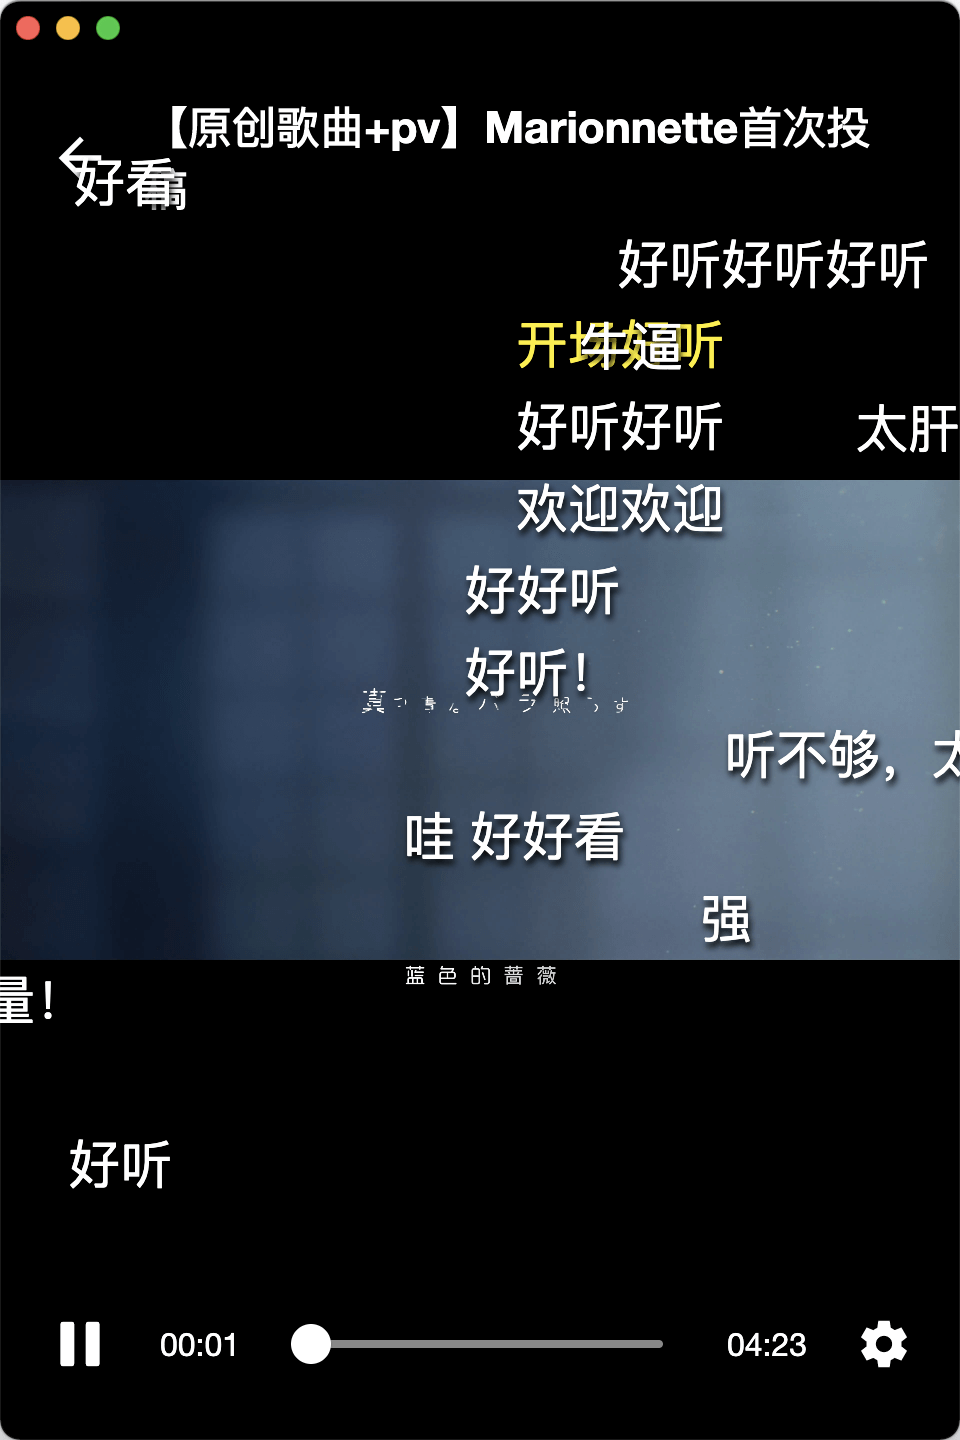 【原创歌曲+pv】Marionnette首次投
稿
好看
好听好听好听
开场好听
牛逼
好听好听
太肝
欢迎欢迎
好好听
好听！
听不够，太
哇 好好看
强
蓝色的蔷薇
量！
好听
00:01
04:23